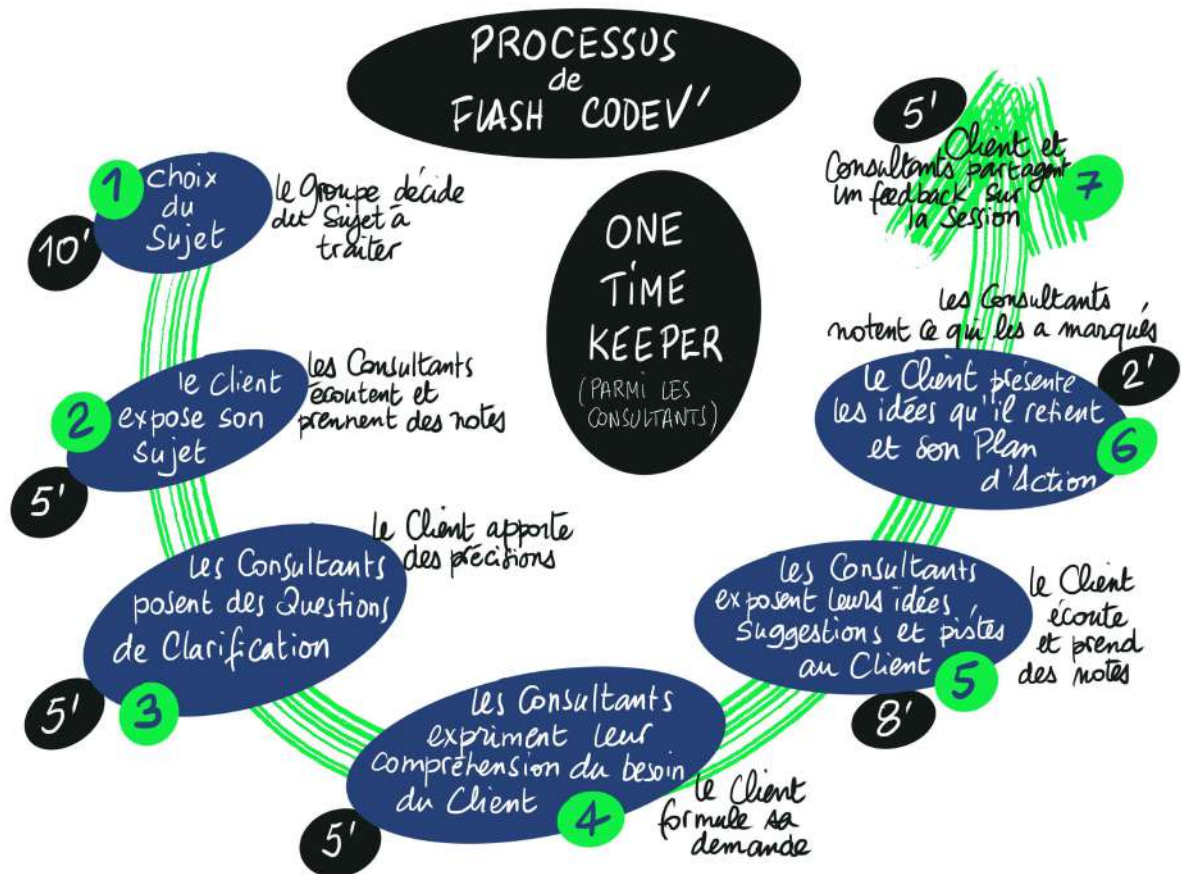 PROCESSUS
de
FLASH CODEV'
ONE
TIME
KEEPER
(PARMI LES
CONSULTANTS)
1
choix
du
Sujet
10'
le Groupe décide
du Sujet à
traiter
2
le Client
expose son
Sujet
5'
les Consultants
écoutent et
prennent des notes
3
les Consultants
posent des Questions
de Clarification
5'
le Client apporte
des précisions
4
les Consultants
expriment leur
compréhension du besoin
du Client
5'
le Client
formule sa
demande
5
les Consultants
exposent leurs idées,
suggestions et pistes
au Client
8'
le Client
écoute
et prend
des notes
6
le Client présente
les idées qu'il retient
et son Plan
d'Action
2'
les Consultants
notent ce qui les a marqués
7
5'
Client et
Consultants partagent
un feedback sur
la Session